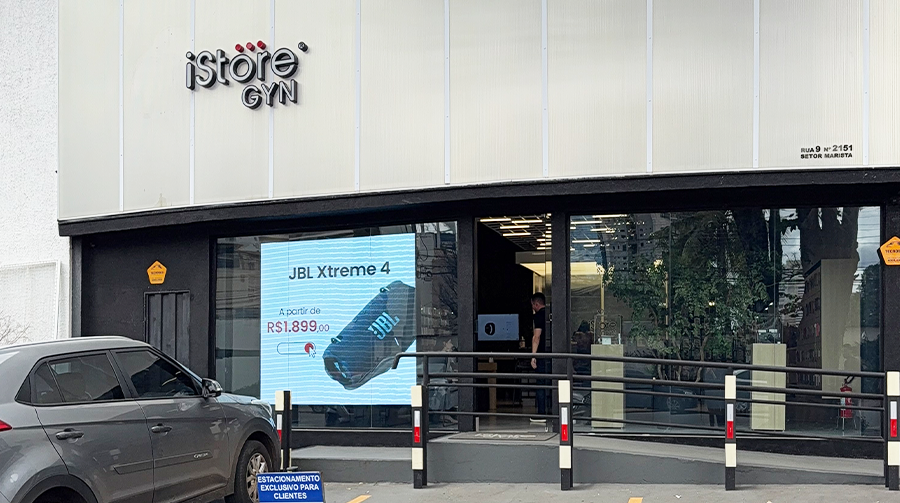 iStore
GYN
RUA 9 Nº 2151
SETOR MARISTA
JBL Xtreme 4
A partir de
R$1.899,00
JBL
ESTACIONAMENTO
EXCLUSIVO PARA
CLIENTES